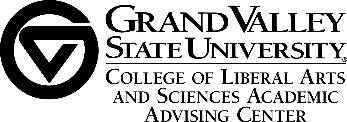 GRAND VALLEY
STATE UNIVERSITY®
COLLEGE OF LIBERAL ARTS
AND SCIENCES ACADEMIC
ADVISING CENTER